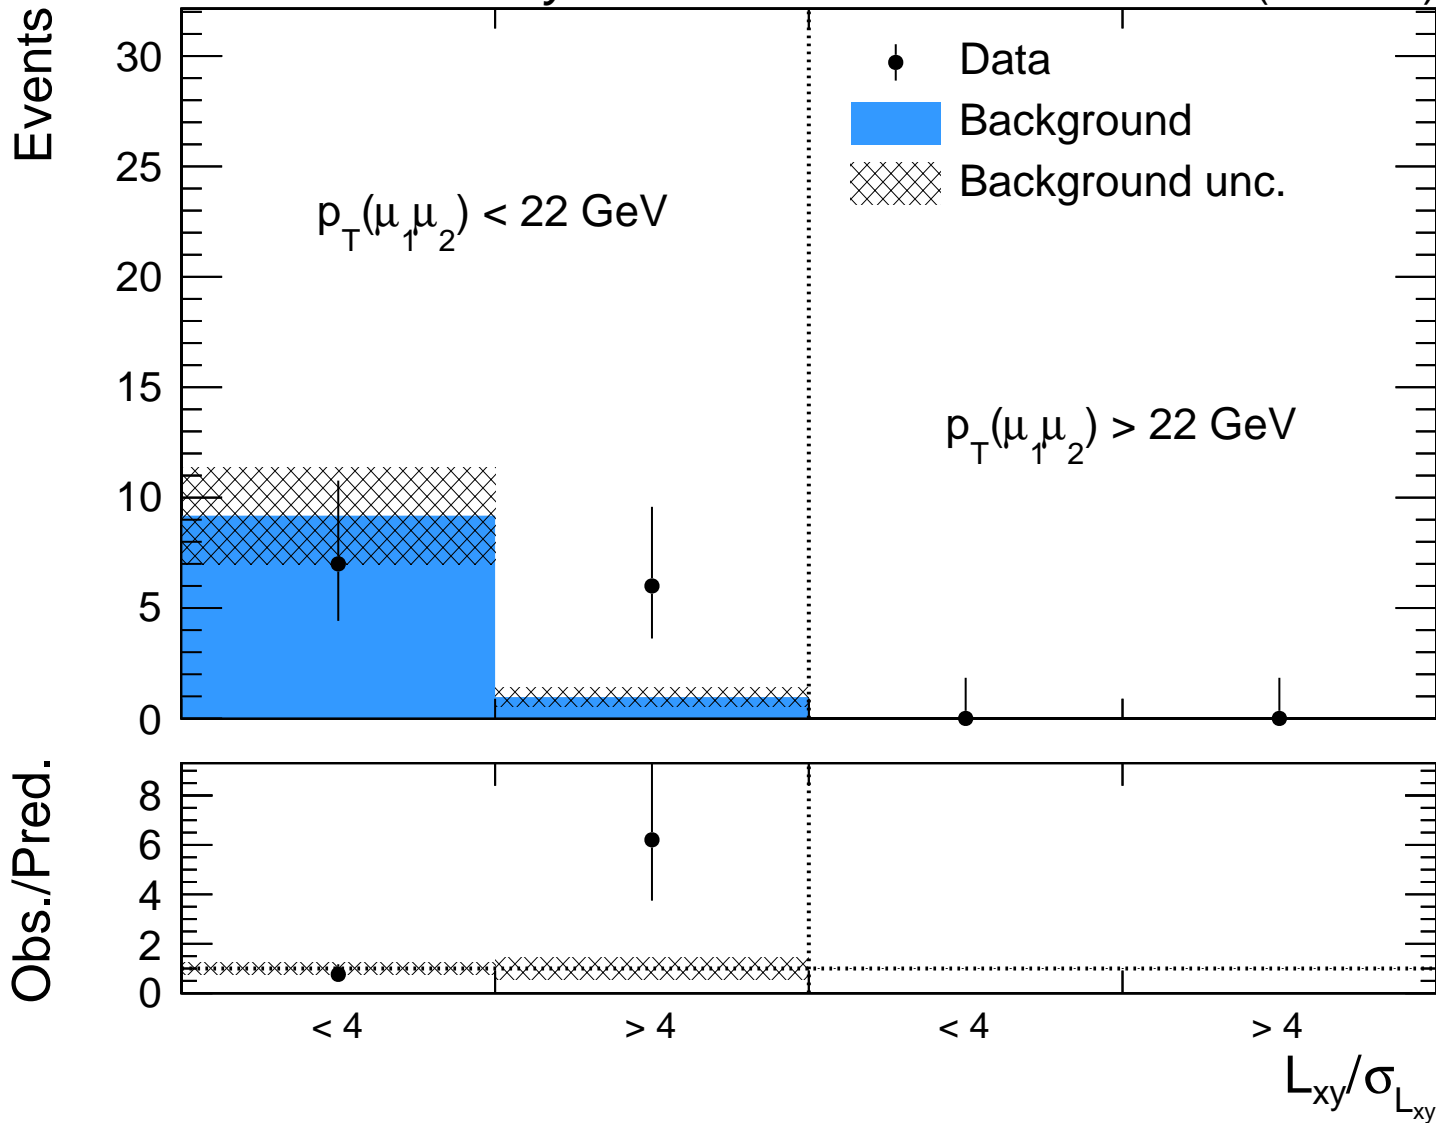 Events
30
25
20
15
10
5
0
Data
Background
Background unc.
p_T(μ_1μ_2) < 22 GeV
p_T(μ_1μ_2) > 22 GeV
Obs./Pred.
8
6
4
2
0
< 4
> 4
< 4
> 4
L_xy/σ_L_xy